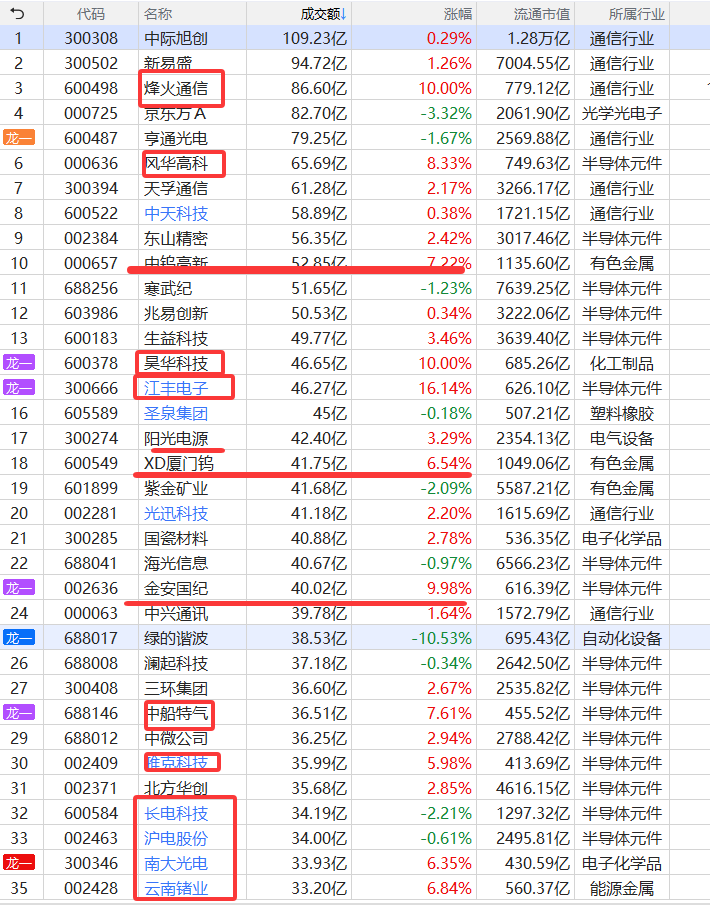 代码 名称 成交额↓ 涨幅 流通市值 所属行业
1 300308 中际旭创 109.23亿 0.29% 1.28万亿 通信行业
2 300502 新易盛 94.72亿 1.26% 7004.55亿 通信行业
3 600498 烽火通信 86.60亿 10.00% 779.12亿 通信行业
4 000725 京东方A 82.70亿 -3.32% 2061.90亿 光学光电子
龙一 600487 亨通光电 79.25亿 -1.67% 2569.88亿 通信行业
6 000636 风华高科 65.69亿 8.33% 749.63亿 半导体元件
7 300394 天孚通信 61.28亿 2.17% 3266.17亿 通信行业
8 600522 中天科技 58.89亿 0.38% 1721.15亿 通信行业
9 002384 东山精密 56.35亿 2.42% 3017.46亿 半导体元件
10 000657 中钨高新 52.85亿 7.22% 1135.60亿 有色金属
11 688256 寒武纪 51.65亿 -1.23% 7639.25亿 半导体元件
12 603986 兆易创新 50.53亿 0.34% 3222.06亿 半导体元件
13 600183 生益科技 49.77亿 3.46% 3639.40亿 半导体元件
龙一 600378 昊华科技 46.65亿 10.00% 685.26亿 化工制品
龙一 300666 江丰电子 46.27亿 16.14% 626.10亿 半导体元件
16 605589 圣泉集团 45亿 -0.18% 507.21亿 塑料橡胶
17 300274 阳光电源 42.40亿 3.29% 2354.13亿 电气设备
18 600549 XD厦门钨 41.75亿 6.54% 1049.06亿 有色金属
19 601899 紫金矿业 41.68亿 -2.09% 5587.21亿 有色金属
20 002281 光迅科技 41.18亿 2.20% 1615.69亿 通信行业
21 300285 国瓷材料 40.88亿 2.78% 536.35亿 电子化学品
22 688041 海光信息 40.67亿 -0.97% 6566.23亿 半导体元件
龙一 002636 金安国纪 40.02亿 9.98% 616.39亿 半导体元件
24 000063 中兴通讯 39.78亿 1.64% 1572.79亿 通信行业
龙一 688017 绿的谐波 38.53亿 -10.53% 695.43亿 自动化设备
26 688008 澜起科技 37.18亿 -0.34% 2642.50亿 半导体元件
27 300408 三环集团 36.60亿 2.67% 2535.82亿 半导体元件
龙一 688146 中船特气 36.51亿 7.61% 455.52亿 半导体元件
29 688012 中微公司 36.25亿 2.94% 2788.42亿 半导体元件
30 002409 雅克科技 35.99亿 5.98% 413.69亿 半导体元件
31 002371 北方华创 35.68亿 2.85% 4616.15亿 半导体元件
32 600584 长电科技 34.19亿 -2.21% 1297.32亿 半导体元件
33 002463 沪电股份 34.00亿 -0.61% 2495.81亿 半导体元件
龙一 300346 南大光电 33.93亿 6.35% 430.59亿 电子化学品
35 002428 云南锗业 33.20亿 6.84% 560.37亿 能源金属